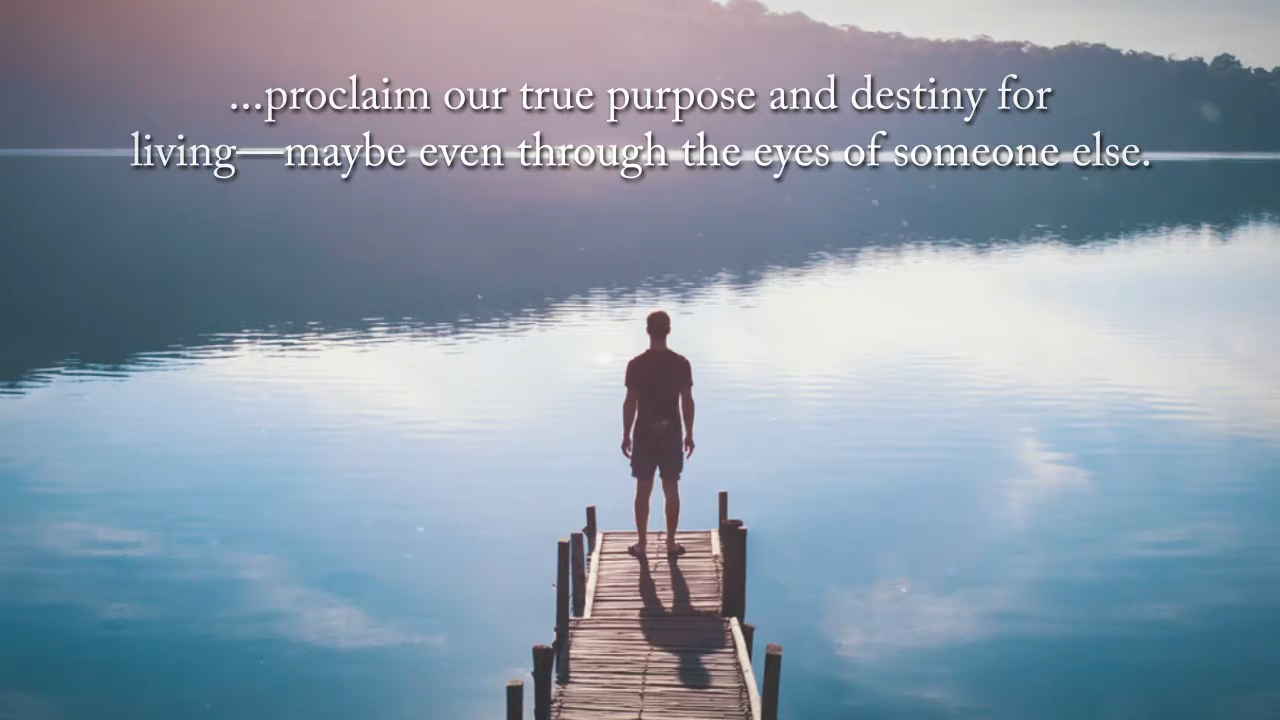 ...proclaim our true purpose and destiny for
living—maybe even through the eyes of someone else.